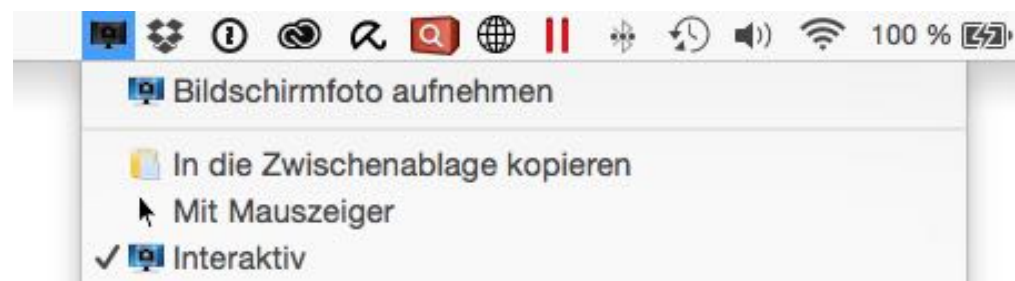 100 %
Bildschirmfoto aufnehmen
In die Zwischenablage kopieren
Mit Mauszeiger
Interaktiv